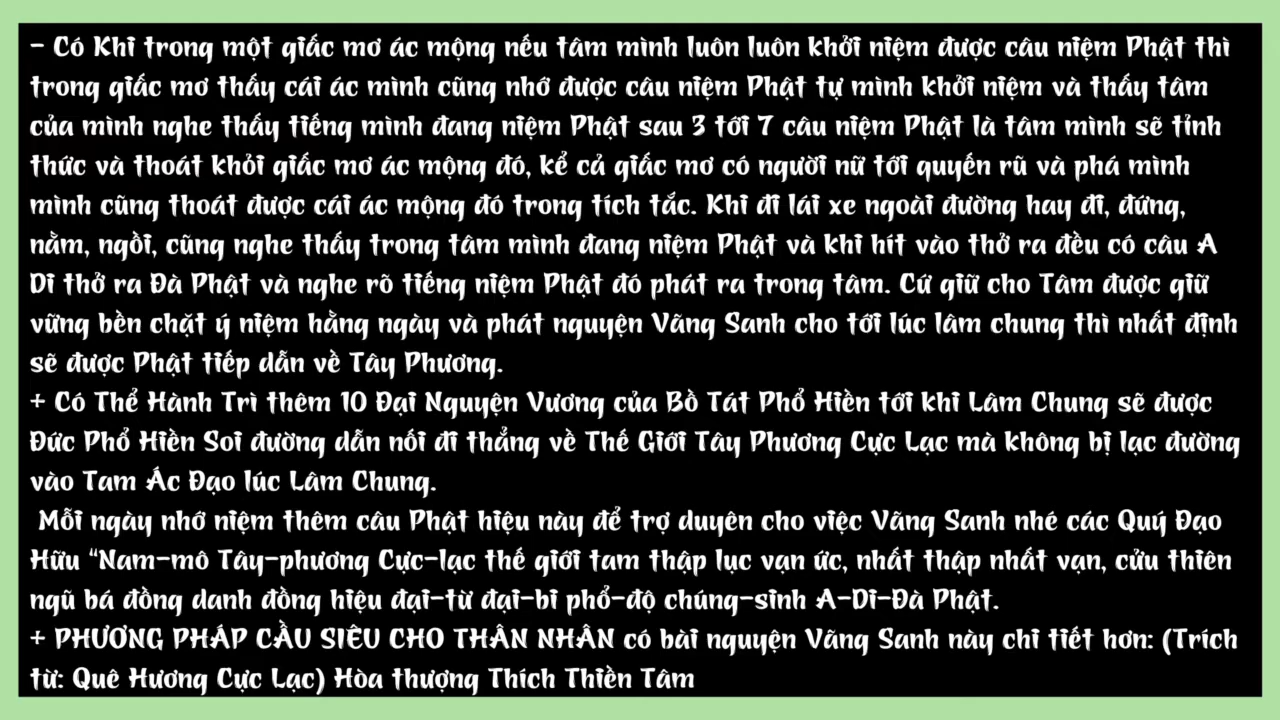 - Có Khi trong một giấc mơ ác mộng nếu tâm mình luôn luôn khởi niệm được câu niệm Phật thì
trong giấc mơ thấy cái ác mình cũng nhớ được câu niệm Phật tự mình khởi niệm và thấy tâm
của mình nghe thấy tiếng mình đang niệm Phật sau 3 tới 7 câu niệm Phật là tâm mình sẽ tỉnh
thức và thoát khỏi giấc mơ ác mộng đó, kể cả giấc mơ có người nữ tới quyến rũ và phá mình
mình cũng thoát được cái ác mộng đó trong tích tắc. Khi đi lái xe ngoài đường hay đi, đứng,
nằm, ngồi, cũng nghe thấy trong tâm mình đang niệm Phật và khi hít vào thở ra đều có câu A
Di thở ra Đà Phật và nghe rõ tiếng niệm Phật đó phát ra trong tâm. Cứ giữ cho Tâm được giữ
vững bền chặt ý niệm hằng ngày và phát nguyện Vãng Sanh cho tới lúc lâm chung thì nhất định
sẽ được Phật tiếp dẫn về Tây Phương.
+ Có Thể Hành Trì thêm 10 Đại Nguyện Vương của Bồ Tát Phổ Hiền tới khi Lâm Chung sẽ được
Đức Phổ Hiền Soi đường dẫn nối đi thẳng về Thế Giới Tây Phương Cực Lạc mà không bị lạc đường
vào Tam Ác Đạo lúc Lâm Chung.
Mỗi ngày nhớ niệm thêm câu Phật hiệu này để trợ duyên cho việc Vãng Sanh nhé các Quý Đạo
Hữu "Nam-mô Tây-phương Cực-lạc thế giới tam thập lục vạn ức, nhất thập nhất vạn, cửu thiên
ngũ bá đồng danh đồng hiệu đại-từ đại-bi phổ-độ chúng-sinh A-Di-Đà Phật.
+ PHƯƠNG PHÁP CẦU SIÊU CHO THÂN NHÂN có bài nguyện Vãng Sanh này chi tiết hơn: (Trích
từ: Quê Hương Cực Lạc) Hòa thượng Thích Thiền Tâm